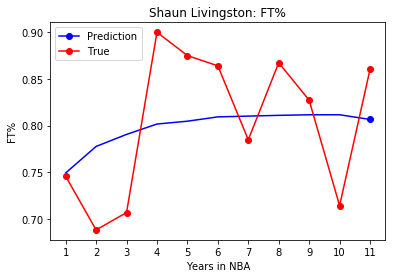 Shaun Livingston: FT%
Prediction
True
0.90
0.85
0.80
0.75
0.70
FT%
1 2 3 4 5 6 7 8 9 10 11
Years in NBA